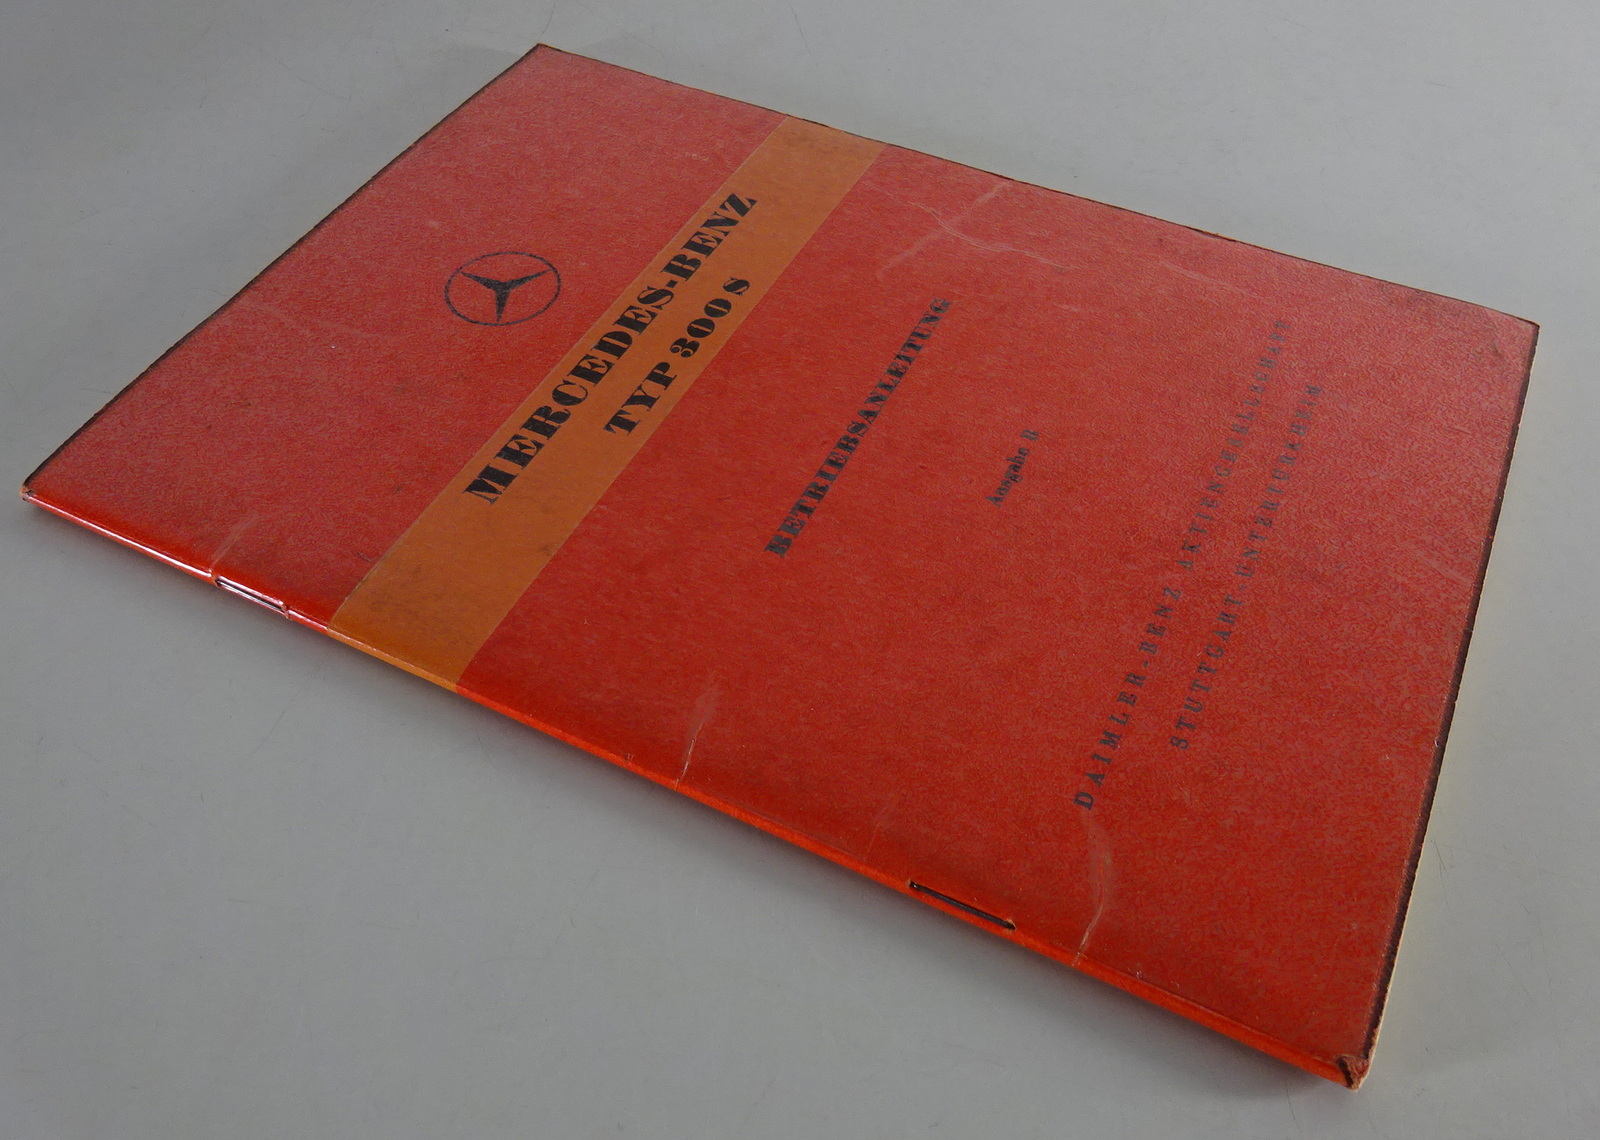 MERCEDES-BENZ
TYP 300 S
BETRIEBSANLEITUNG
Ausgabe B
DAIMLER-BENZ AKTIENGESELLSCHAFT
STUTTGART-UNTERTÜRKHEIM